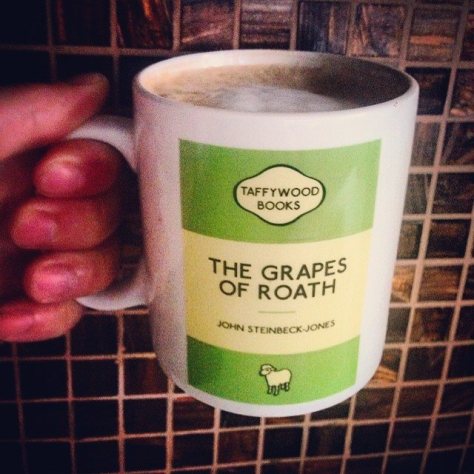 TAFFYWOOD
BOOKS
THE GRAPES
OF ROATH
JOHN STEINBECK-JONES